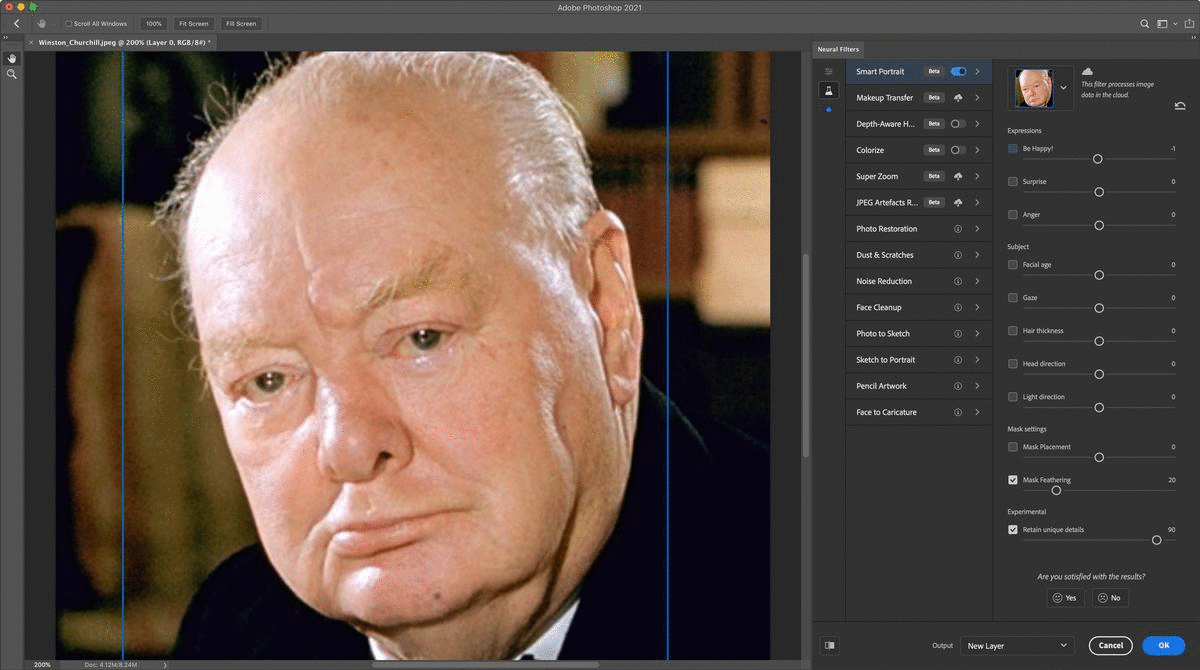 Adobe Photoshop 2021
Scroll All Windows 100% Fit Screen Fill Screen
× Winston_Churchill.jpeg @ 200% (Layer 0, RGB/8#) *
Neural Filters
Smart Portrait Beta
Makeup Transfer Beta
Depth-Aware H... Beta
Colorize Beta
Super Zoom Beta
JPEG Artefacts R... Beta
Photo Restoration
Dust & Scratches
Noise Reduction
Face Cleanup
Photo to Sketch
Sketch to Portrait
Pencil Artwork
Face to Caricature
This filter processes image
data in the cloud.
Expressions
Be Happy! -1
Surprise 0
Anger 0
Subject
Facial age 0
Gaze 0
Hair thickness 0
Head direction 0
Light direction 0
Mask settings
Mask Placement 0
Mask Feathering 20
Experimental
Retain unique details 90
Are you satisfied with the results?
Yes No
Output New Layer Cancel OK
200% Doc: 4.12M/8.24M